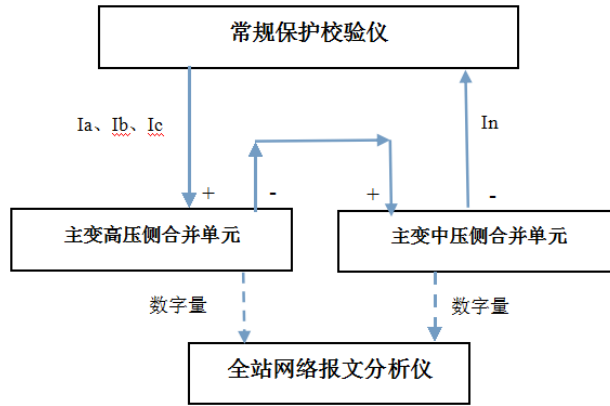 常规保护校验仪
Ia、Ib、Ic
In
+ - + -
主变高压侧合并单元 主变中压侧合并单元
数字量 数字量
全站网络报文分析仪